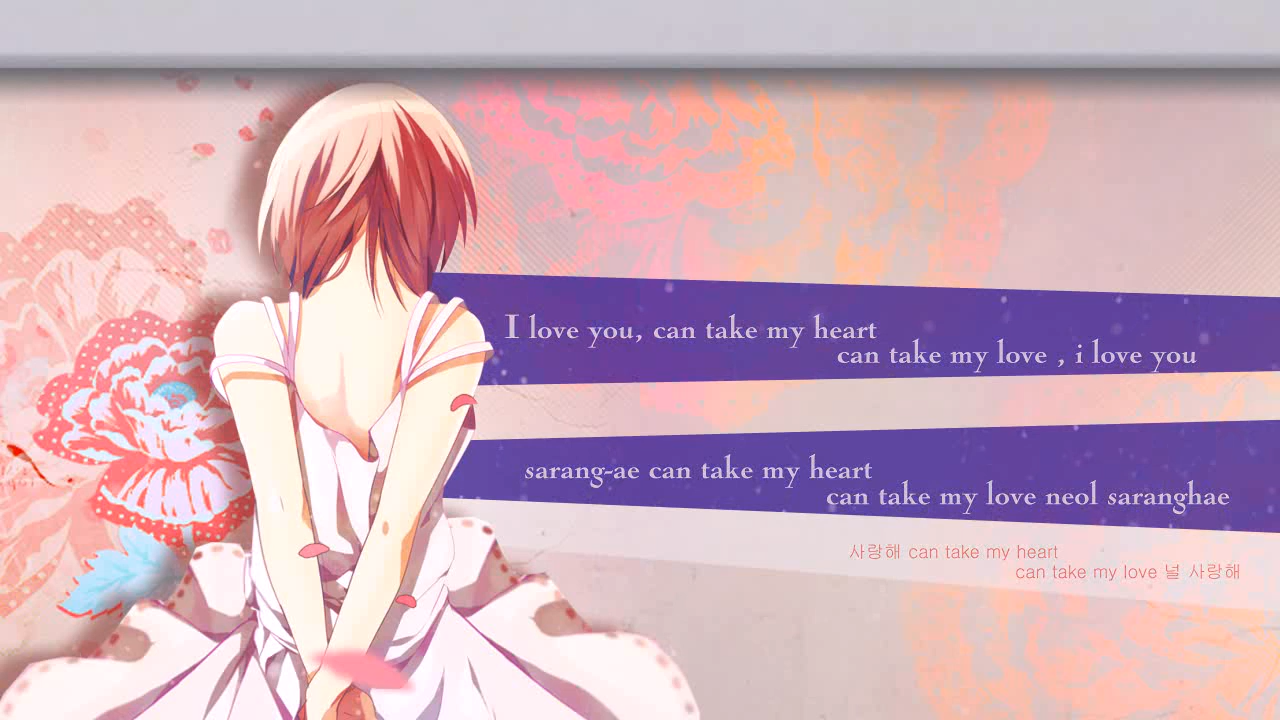 I love you, can take my heart
can take my love , i love you
sarang-ae can take my heart
can take my love neol saranghae
사랑해 can take my heart
can take my love 널 사랑해